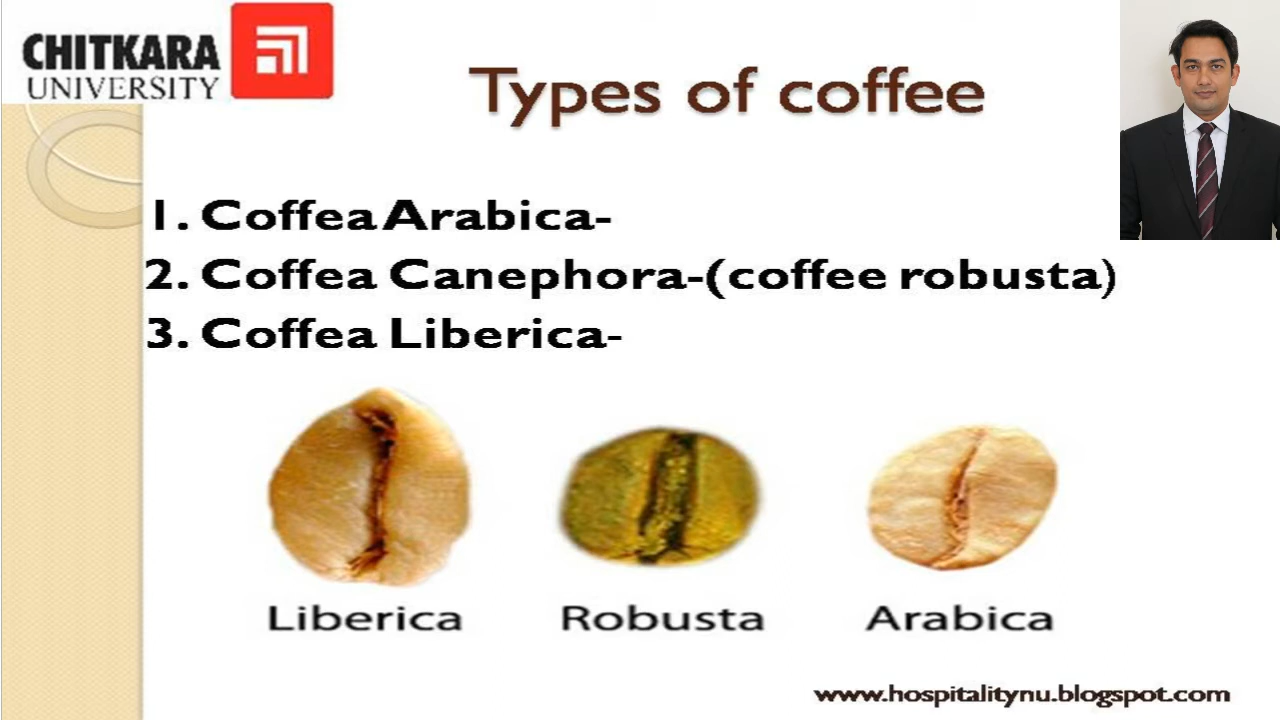 CHITKARA
UNIVERSITY
Types of coffee
1. Coffea Arabica-
2. Coffea Canephora-(coffee robusta)
3. Coffea Liberica-
Liberica Robusta Arabica
www.hospitalitynu.blogspot.com